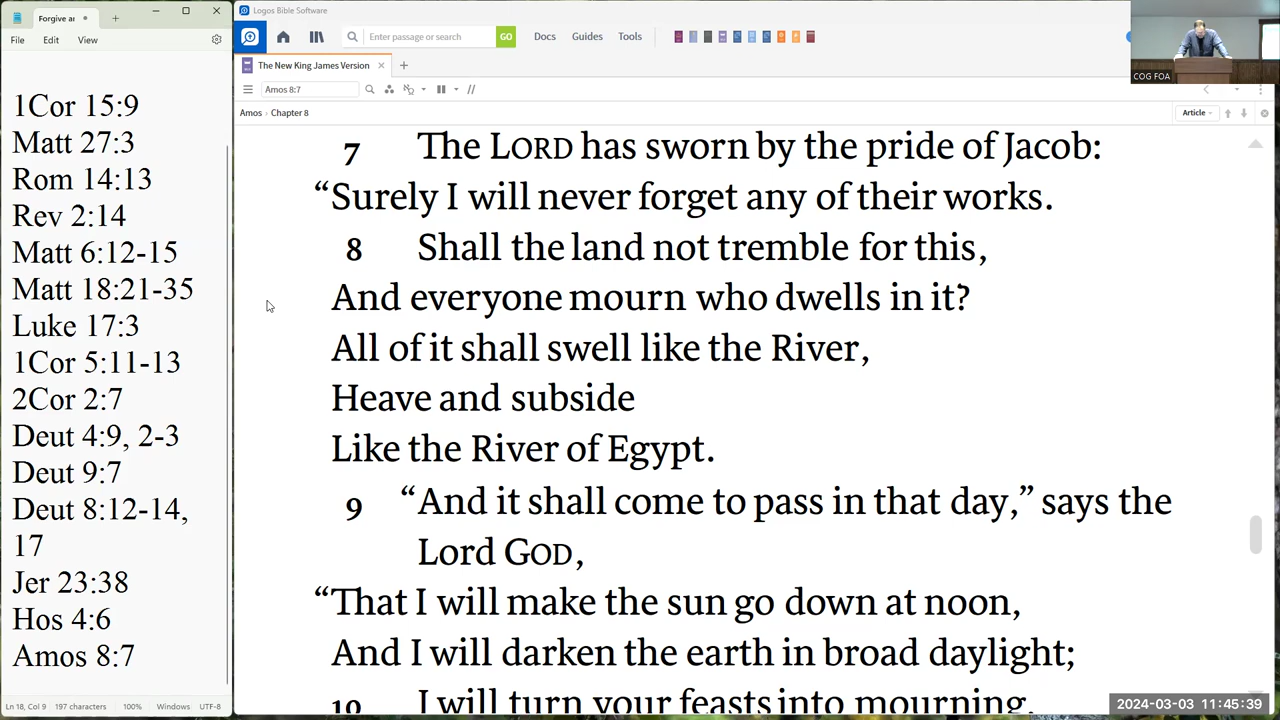 Forgive ar
File
Edit
View
1Cor 15:9
Matt 27:3
Rom 14:13
Rev 2:14
Matt 6:12-15
Matt 18:21-35
Luke 17:3
1Cor 5:11-13
2Cor 2:7
Deut 4:9, 2-3
Deut 9:7
Deut 8:12-14,
17
Jer 23:38
Hos 4:6
Amos 8:7
Ln 18, Col 9
197 characters
100%
Windows
UTF-8
Logos Bible Software
Enter passage or search
GO
Docs
Guides
Tools
The New King James Version
Amos 8:7
Amos › Chapter 8
Article
7 The LORD has sworn by the pride of Jacob:
“Surely I will never forget any of their works.
8 Shall the land not tremble for this,
And everyone mourn who dwells in it?
All of it shall swell like the River,
Heave and subside
Like the River of Egypt.
9 “And it shall come to pass in that day,” says the
Lord GOD,
“That I will make the sun go down at noon,
And I will darken the earth in broad daylight;
10 I will turn your feasts into mourning,
COG FOA
2024-03-03 11:45:39